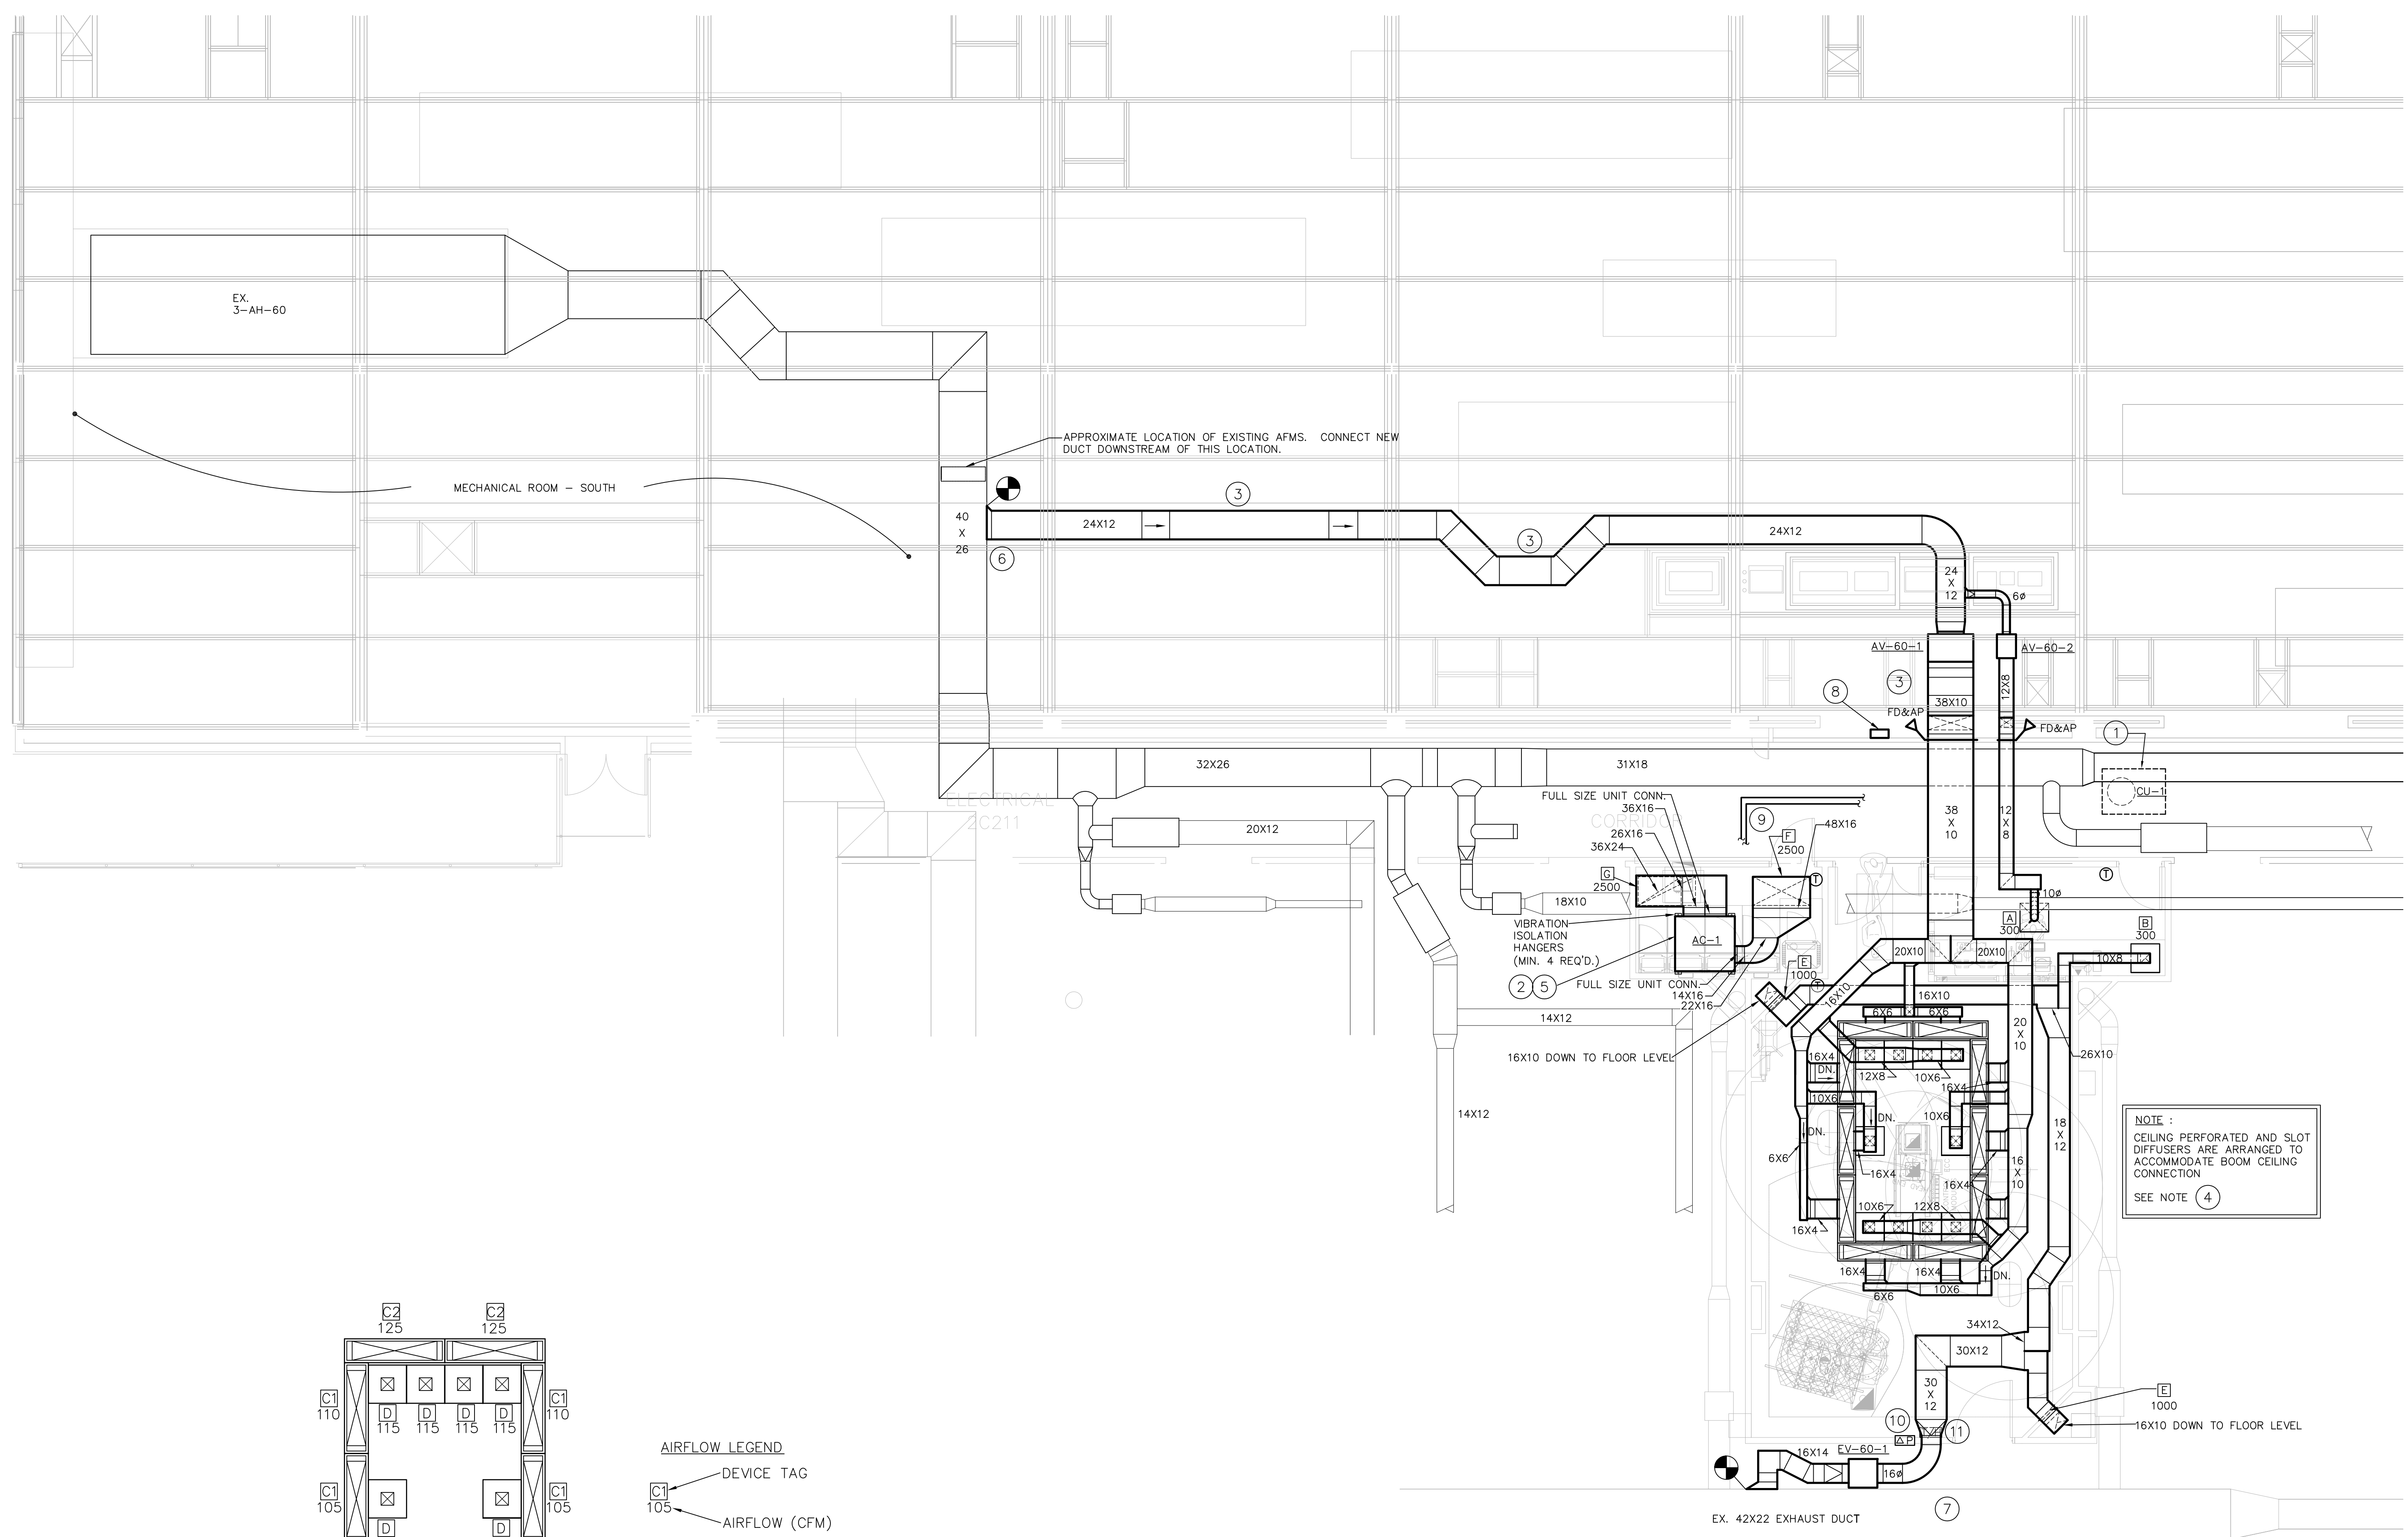 EX.
3-AH-60
APPROXIMATE LOCATION OF EXISTING AFMS.  CONNECT NEW
DUCT DOWNSTREAM OF THIS LOCATION.
MECHANICAL ROOM - SOUTH
3
40
X
26
24X12
6
3
24X12
24
X
12
6ø
AV-60-1
AV-60-2
3
8
38X10
12X8
FD&AP
FD&AP
1
32X26
31X18
CU-1
ELECTRICAL
2C211
CORRIDOR
FULL SIZE UNIT CONN.
36X16
26X16
36X24
9
48X16
F
2500
38
X
10
12
X
8
20X12
G
2500
18X10
T
T
10ø
A
300
B
300
VIBRATION
ISOLATION
HANGERS
(MIN. 4 REQ'D.)
AC-1
2
5
FULL SIZE UNIT CONN.
14X16
22X16
E
1000
T
20X10
20X10
10X8
16X10
16X10
14X12
6X6
6X6
20
X
10
26X10
16X10 DOWN TO FLOOR LEVEL
16X4
DN.
12X8
10X6
16X4
10X6
DN.
10X6
14X12
DN.
6X6
16X4
16X4
16
X
10
18
X
12
10X6
12X8
16X4
NOTE :
CEILING PERFORATED AND SLOT
DIFFUSERS ARE ARRANGED TO
ACCOMMODATE BOOM CEILING
CONNECTION
SEE NOTE 4
16X4
16X4
DN.
6X6
10X6
34X12
30X12
30
X
12
E
1000
16X10 DOWN TO FLOOR LEVEL
10
11
ΔP
16X14
EV-60-1
16ø
7
EX. 42X22 EXHAUST DUCT
C2
125
C2
125
C1
110
C1
110
D
115
D
115
D
115
D
115
C1
105
C1
105
D
D
AIRFLOW LEGEND
DEVICE TAG
C1
105
AIRFLOW (CFM)